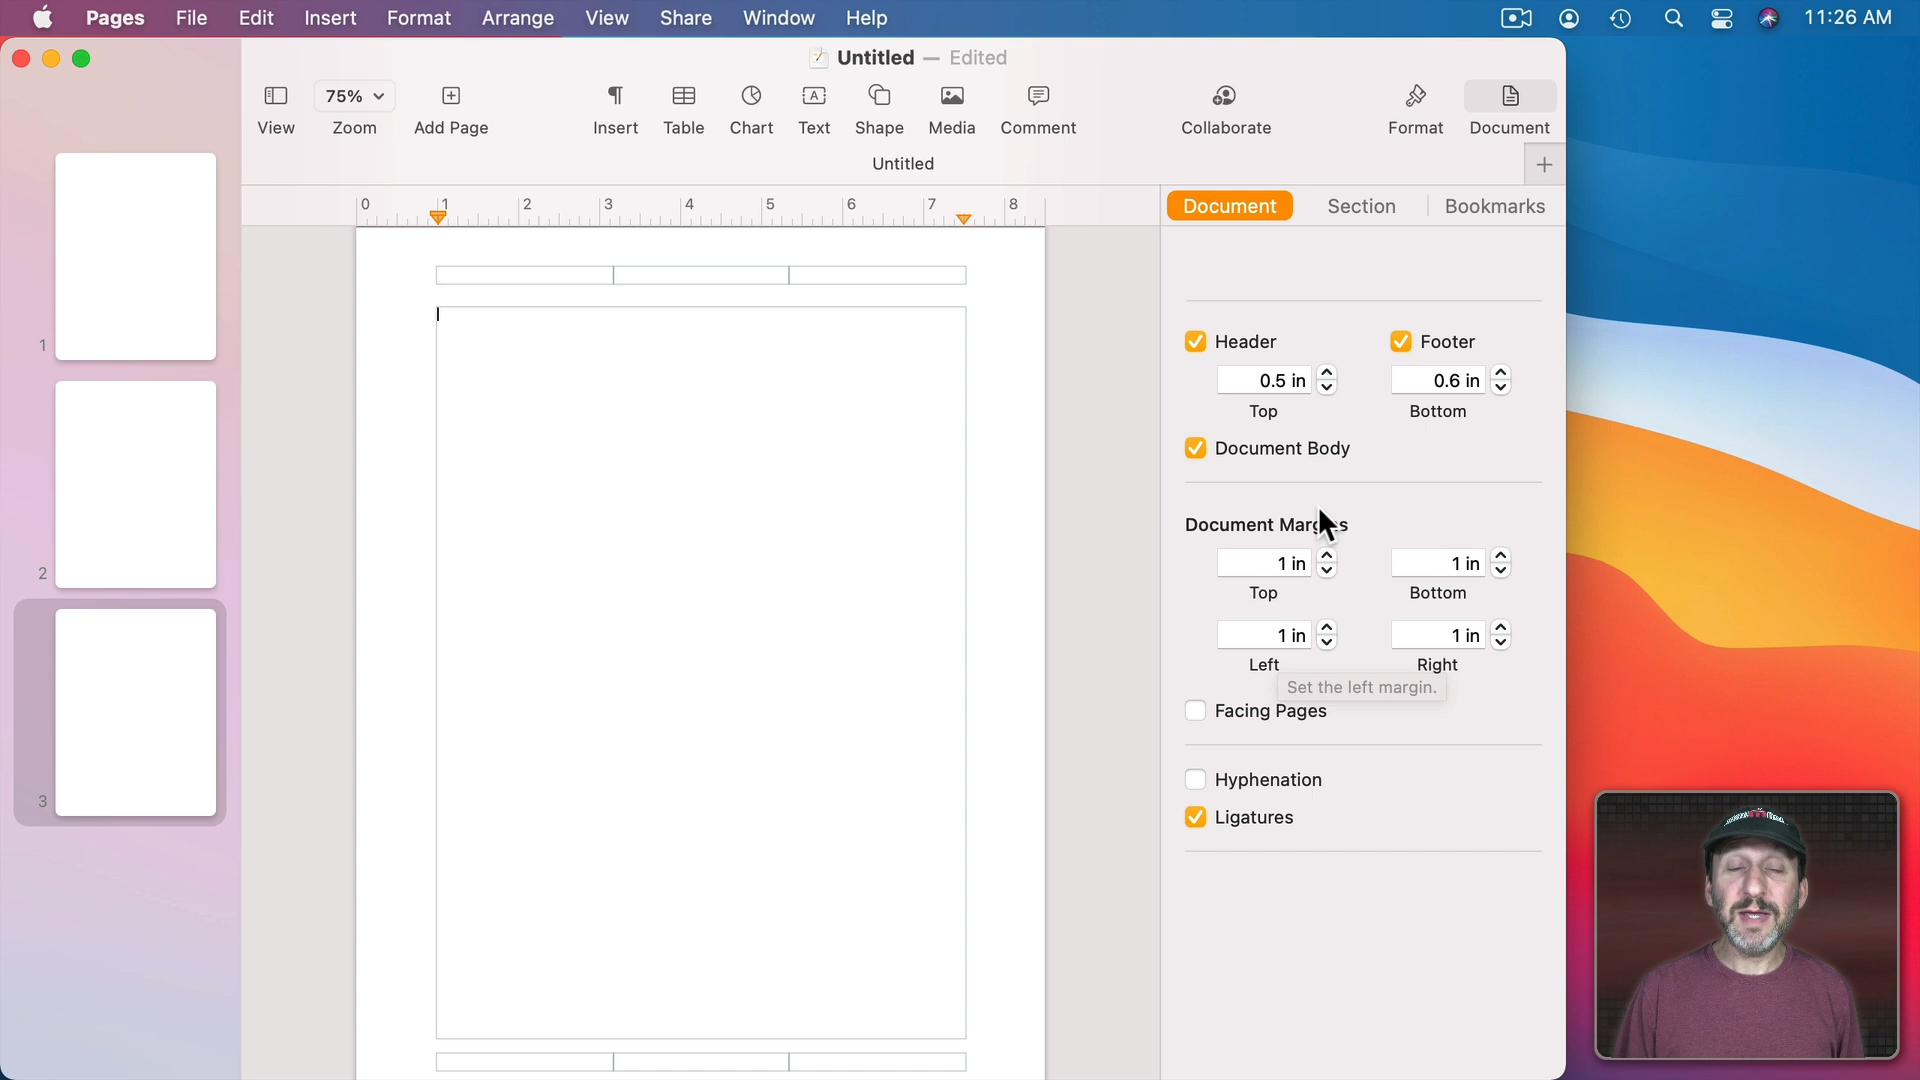 Pages File Edit Insert Format Arrange View Share Window Help 11:26 AM
Untitled — Edited
75%
View Zoom Add Page Insert Table Chart Text Shape Media Comment Collaborate Format Document
Untitled
0 1 2 3 4 5 6 7 8
Document Section Bookmarks
Header Footer
0.5 in 0.6 in
Top Bottom
Document Body
Document Margins
1 in 1 in
Top Bottom
1 in 1 in
Left Right
Set the left margin.
Facing Pages
Hyphenation
Ligatures
1
2
3